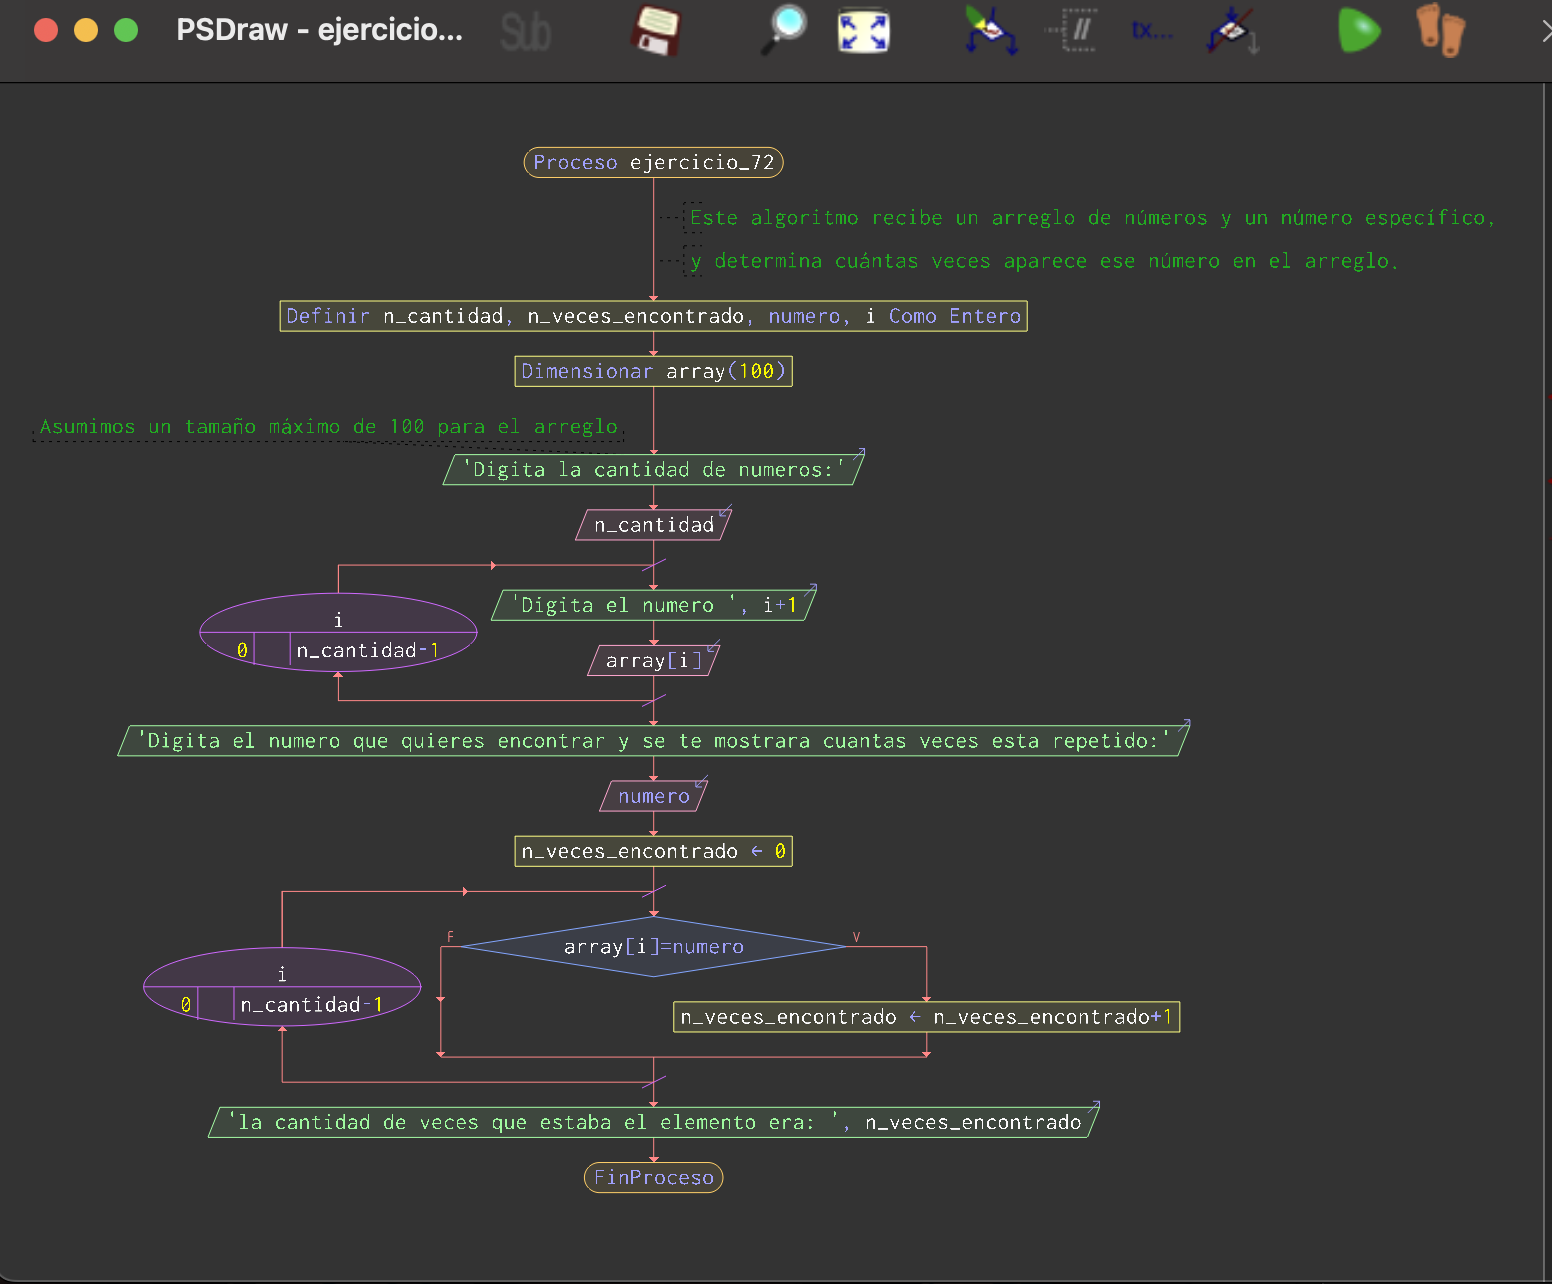 PSDraw - ejercicio...
Sub
//
tx...
Proceso ejercicio_72
Este algoritmo recibe un arreglo de números y un número específico,
y determina cuántas veces aparece ese número en el arreglo.
Definir n_cantidad, n_veces_encontrado, numero, i Como Entero
Dimensionar array(100)
Asumimos un tamaño máximo de 100 para el arreglo
'Digita la cantidad de numeros:'
n_cantidad
i
0 n_cantidad-1
'Digita el numero ', i+1
array[i]
'Digita el numero que quieres encontrar y se te mostrara cuantas veces esta repetido:'
numero
n_veces_encontrado ← 0
i
0 n_cantidad-1
F
array[i]=numero
V
n_veces_encontrado ← n_veces_encontrado+1
'la cantidad de veces que estaba el elemento era: ', n_veces_encontrado
FinProceso